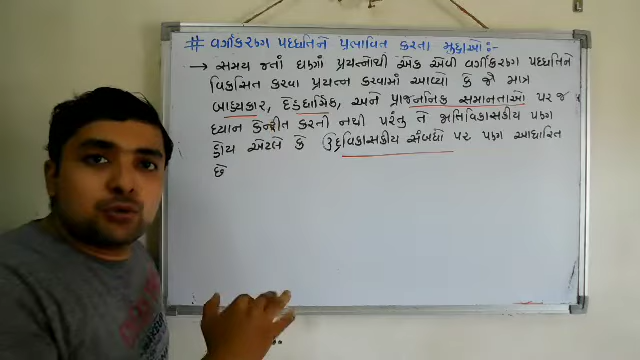 # વર્ગીકરણ પદ્ધતિને પ્રભાવિત કરતા મુદ્દાઓ:-
→ સમય જતાં ઘણાં પ્રયત્નોથી એક એવી વર્ગીકરણ પદ્ધતિને
વિકસિત કરવા પ્રયત્ન કરવામાં આવ્યો કે જે માત્ર
બાહ્યકાર, દેહધાર્મિક, અને પ્રાજનનિક સમાનતાઓ પર જ
ધ્યાન કેન્દ્રીત કરતી નથી પરંતુ તે જાતિવિકાસકીય પણ
હોય એટલે કે ઉદ્દવિકાસકીય સંબંધો પર પણ આધારિત
છે